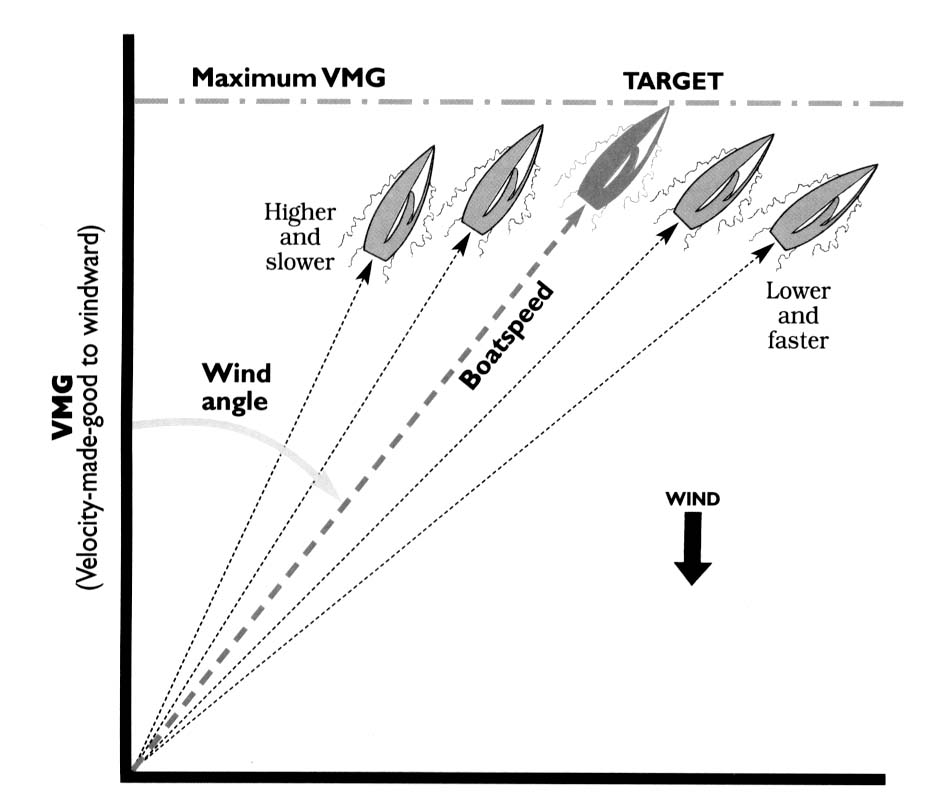 Maximum VMG
TARGET
Higher
and
slower
Lower
and
faster
Boatspeed
Wind
angle
VMG
(Velocity-made-good to windward)
WIND